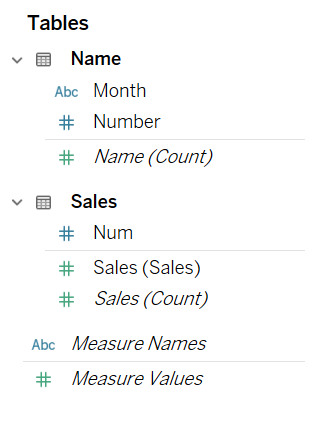 Tables
Name
Abc Month
# Number
# Name (Count)
Sales
# Num
# Sales (Sales)
# Sales (Count)
Abc Measure Names
# Measure Values